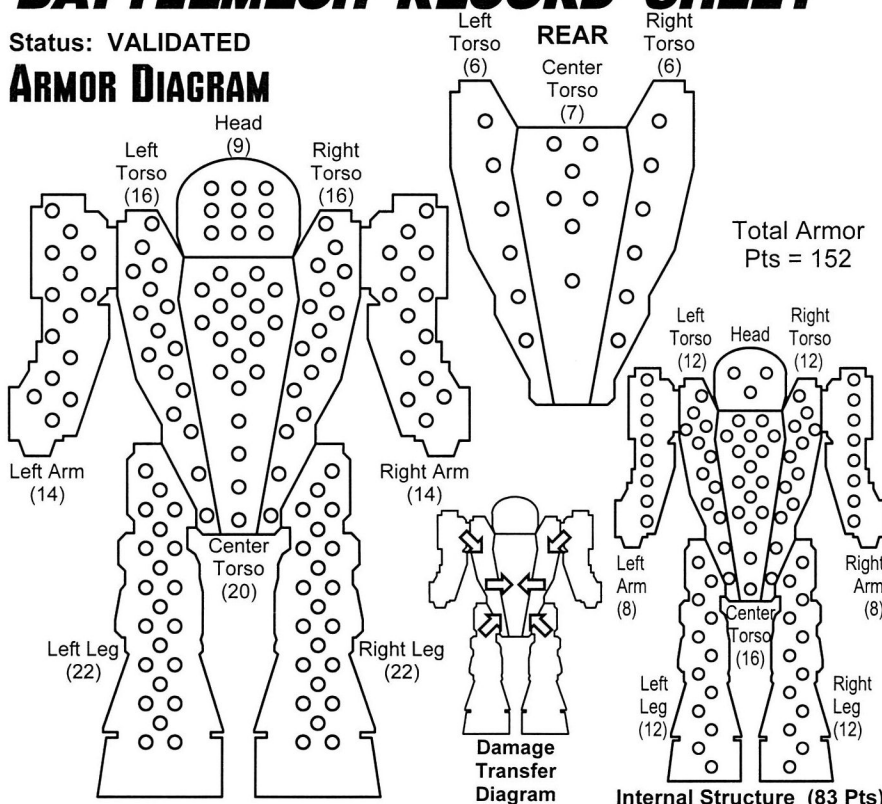 BATTLEMECH RECORD SHEET
Status: VALIDATED
ARMOR DIAGRAM
Head
(9)
Left
Torso
(16)
Right
Torso
(16)
Left Arm
(14)
Right Arm
(14)
Center
Torso
(20)
Left Leg
(22)
Right Leg
(22)
Left
Torso
(6)
REAR
Right
Torso
(6)
Center
Torso
(7)
Total Armor
Pts = 152
Left
Torso
(12)
Head
Right
Torso
(12)
Left
Arm
(8)
Right
Arm
(8)
Center
Torso
(16)
Left
Leg
(12)
Right
Leg
(12)
Damage
Transfer
Diagram
Internal Structure (83 Pts)